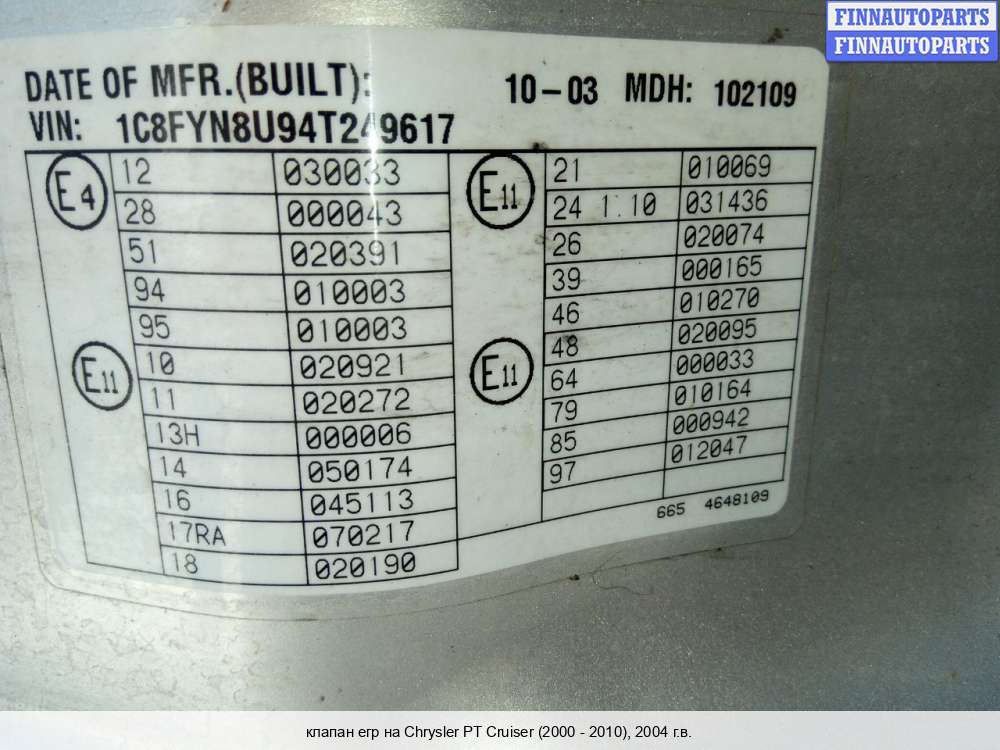 FINNAUTOPARTS
FINNAUTOPARTS
DATE OF MFR.(BUILT): 10-03 MDH: 102109
VIN: 1C8FYN8U94T249617
E4
12 030033
28 000043
51 020391
94 010003
95 010003
E11
10 020921
11 020272
13H 000006
14 050174
16 045113
17RA 070217
18 020190
E11
21 010069
24 1.10 031436
26 020074
39 000165
46 010270
E11
48 020095
64 000033
79 010164
85 000942
97 012047
665 4648109
клапан егр на Chrysler PT Cruiser (2000 - 2010), 2004 г.в.